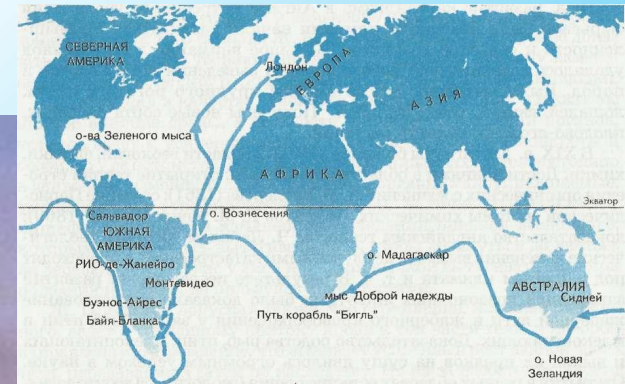 СЕВЕРНАЯ
АМЕРИКА
Лондон
ЕВРОПА
АЗИЯ
о-ва Зеленого мыса
АФРИКА
Экватор
Сальвадор
о. Вознесения
ЮЖНАЯ
АМЕРИКА
РИО-де-Жанейро
Монтевидео
о. Мадагаскар
Буэнос-Айрес
Байя-Бланка
мыс Доброй надежды
АВСТРАЛИЯ
Сидней
Путь корабль "Бигль"
о. Новая
Зеландия